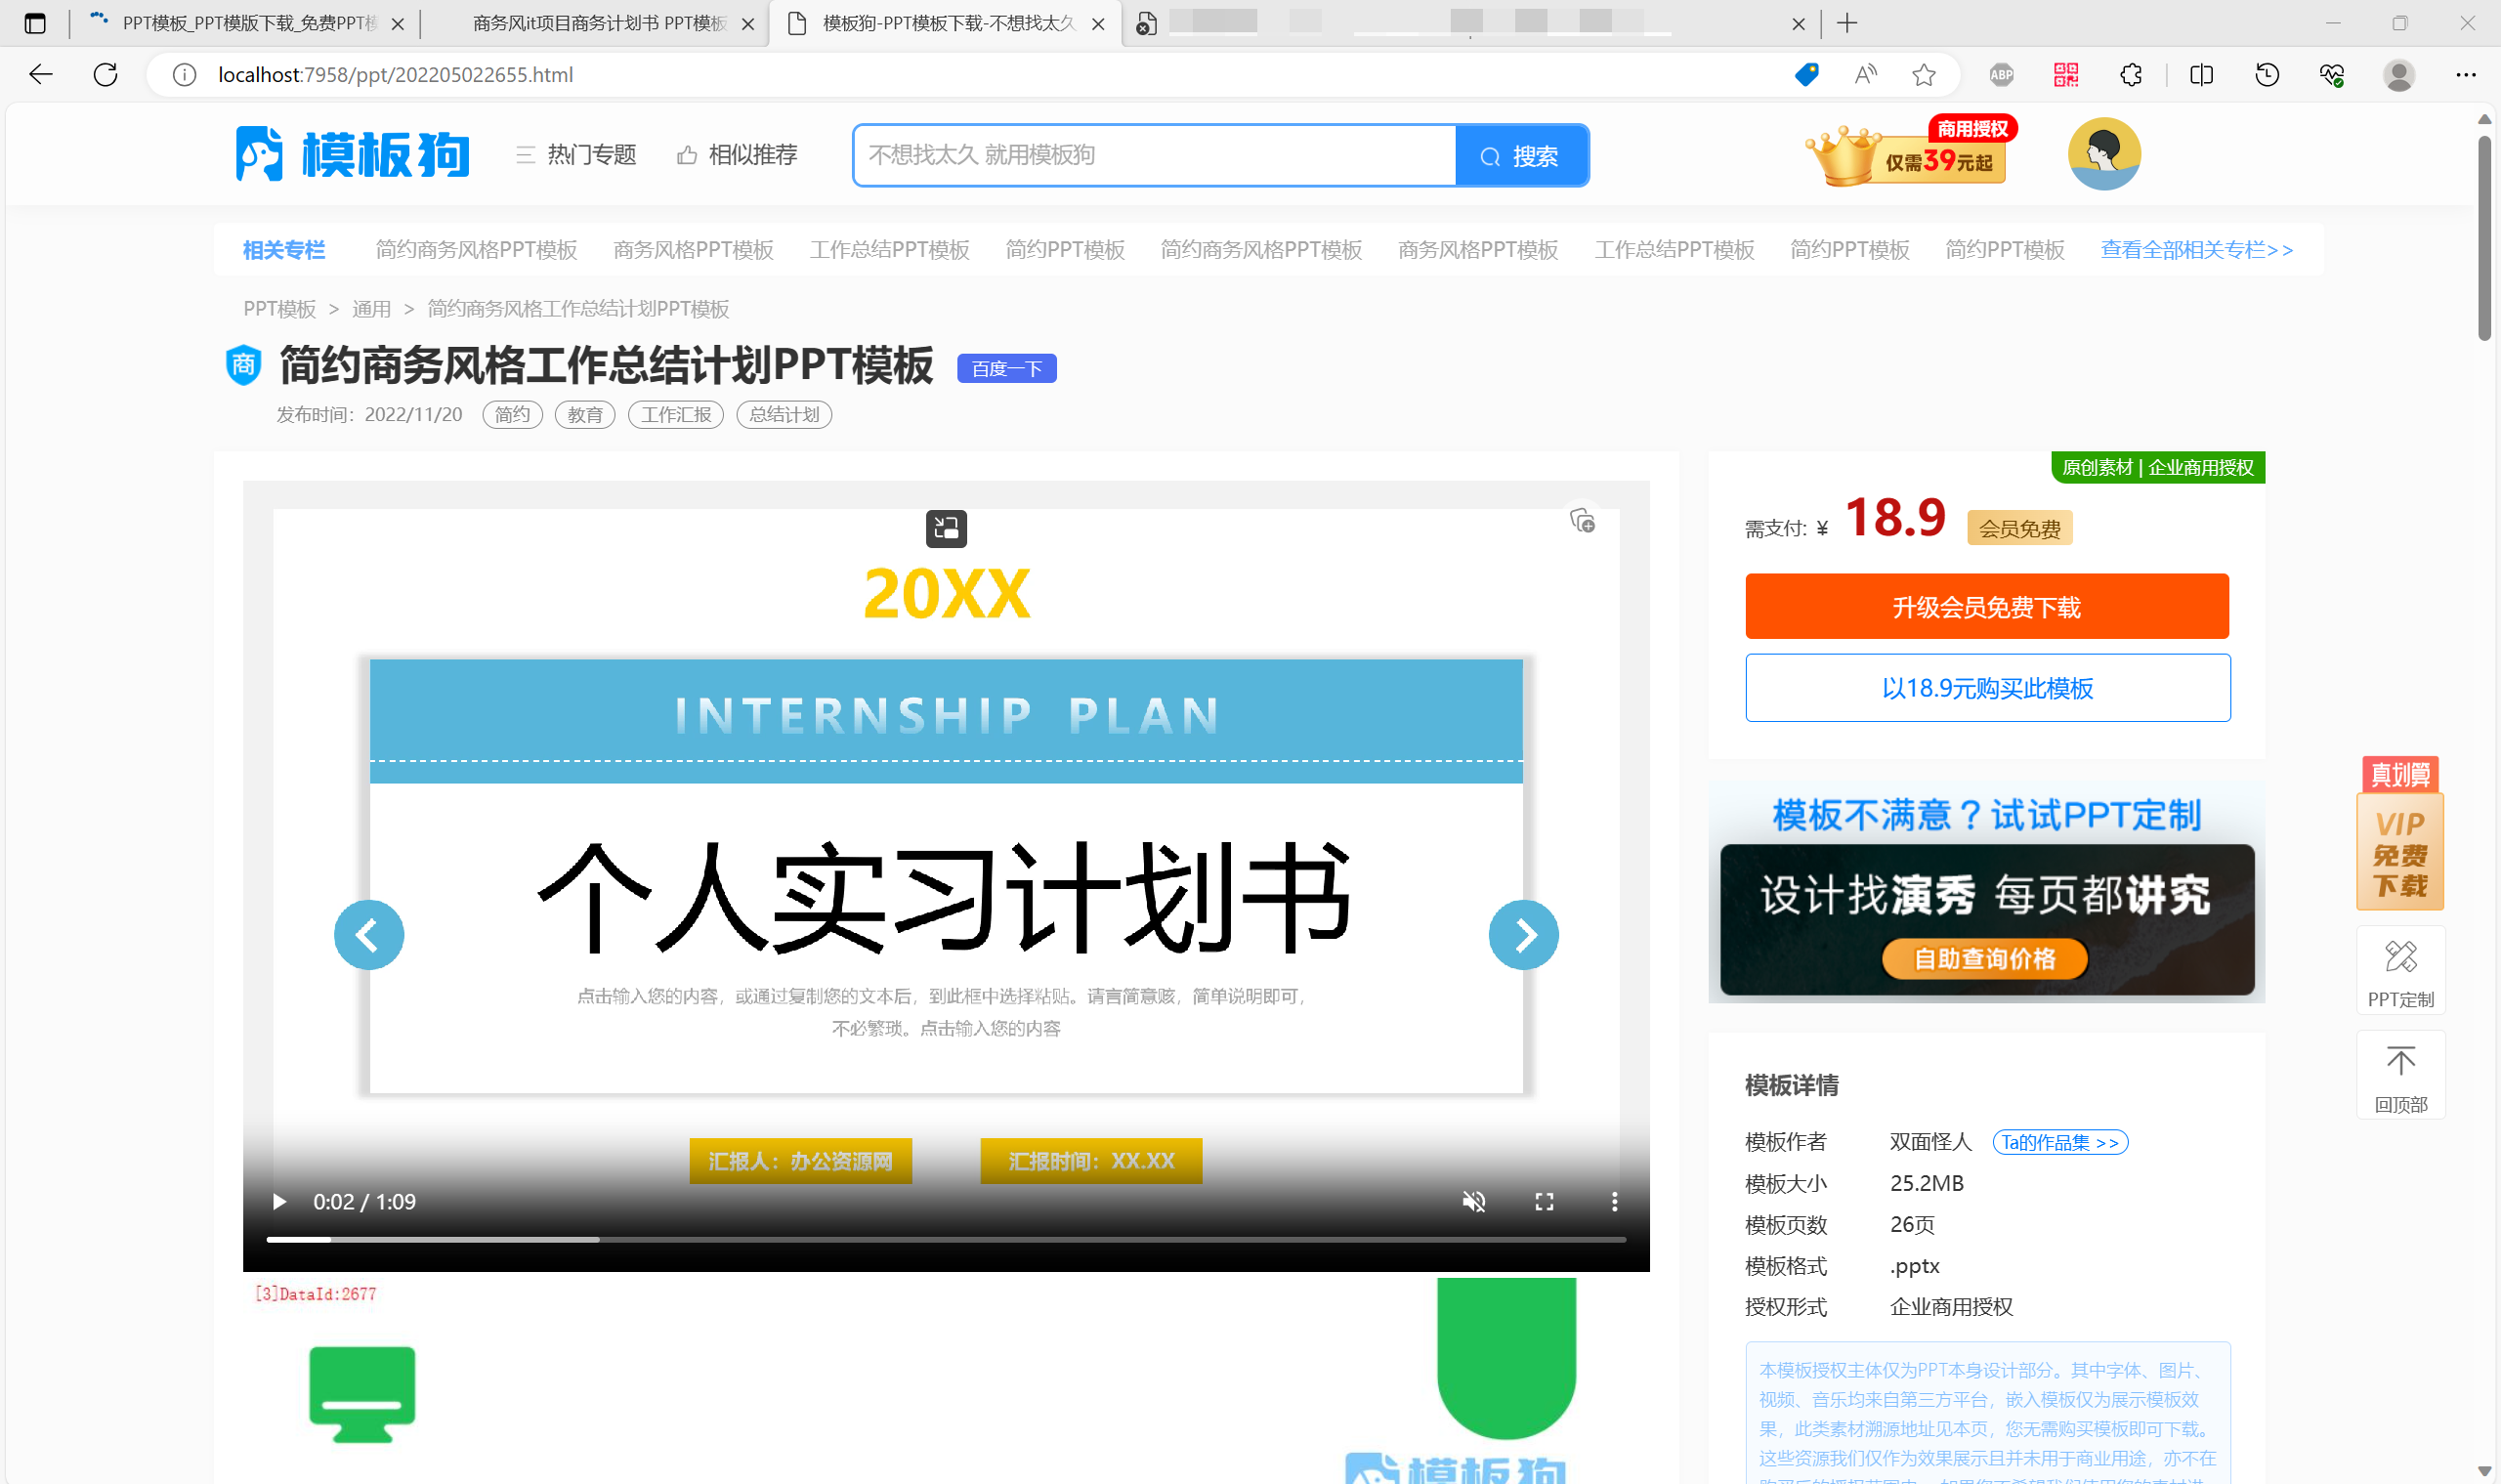 PPT模板_PPT模版下载_免费PPT模
商务风it项目商务计划书 PPT模板
模板狗-PPT模板下载-不想找太久
localhost:7958/ppt/202205022655.html
ABP
模板狗
热门专题
相似推荐
不想找太久 就用模板狗
搜索
商用授权
仅需39元起
相关专栏
简约商务风格PPT模板
商务风格PPT模板
工作总结PPT模板
简约PPT模板
简约商务风格PPT模板
商务风格PPT模板
工作总结PPT模板
简约PPT模板
简约PPT模板
查看全部相关专栏>>
PPT模板 > 通用 > 简约商务风格工作总结计划PPT模板
商
简约商务风格工作总结计划PPT模板
百度一下
发布时间：2022/11/20
简约
教育
工作汇报
总结计划
20XX
INTERNSHIP PLAN
个人实习计划书
点击输入您的内容，或通过复制您的文本后，到此框中选择粘贴。请言简意赅，简单说明即可，
不必繁琐。点击输入您的内容
汇报人：办公资源网
汇报时间：XX.XX
0:02 / 1:09
[3]DataId:2677
模板狗
原创素材 | 企业商用授权
需支付: ¥ 18.9
会员免费
升级会员免费下载
以18.9元购买此模板
模板不满意？试试PPT定制
设计找演秀 每页都讲究
自助查询价格
模板详情
模板作者 双面怪人 Ta的作品集 >>
模板大小 25.2MB
模板页数 26页
模板格式 .pptx
授权形式 企业商用授权
本模板授权主体仅为PPT本身设计部分。其中字体、图片、
视频、音乐均来自第三方平台，嵌入模板仅为展示模板效
果，此类素材溯源地址见本页，您无需购买模板即可下载。
这些资源我们仅作为效果展示且并未用于商业用途，亦不在
真划算
VIP
免费
下载
PPT定制
回顶部